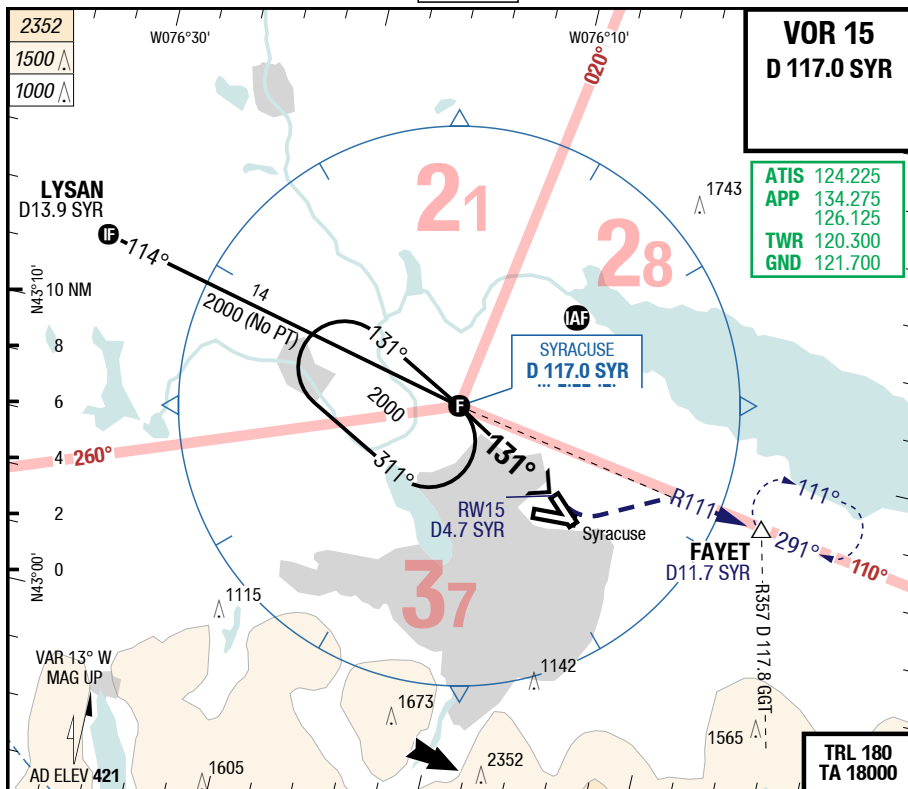 2352
1500
1000
W076°30'
W076°10'
VOR 15
D 117.0 SYR
ATIS 124.225
APP 134.275
126.125
TWR 120.300
GND 121.700
020°
21
28
1743
LYSAN
D13.9 SYR
IF
114°
14
2000 (No PT)
N43°10'
10 NM
8
6
4
2
0
N43°00'
IAF
SYRACUSE
D 117.0 SYR
131°
2000
311°
F
260°
131°
RW15
D4.7 SYR
Syracuse
R111
111°
291°
110°
FAYET
D11.7 SYR
R357 D 117.8 GGT
37
1115
1142
1673
2352
1565
1605
VAR 13° W
MAG UP
AD ELEV 421
TRL 180
TA 18000